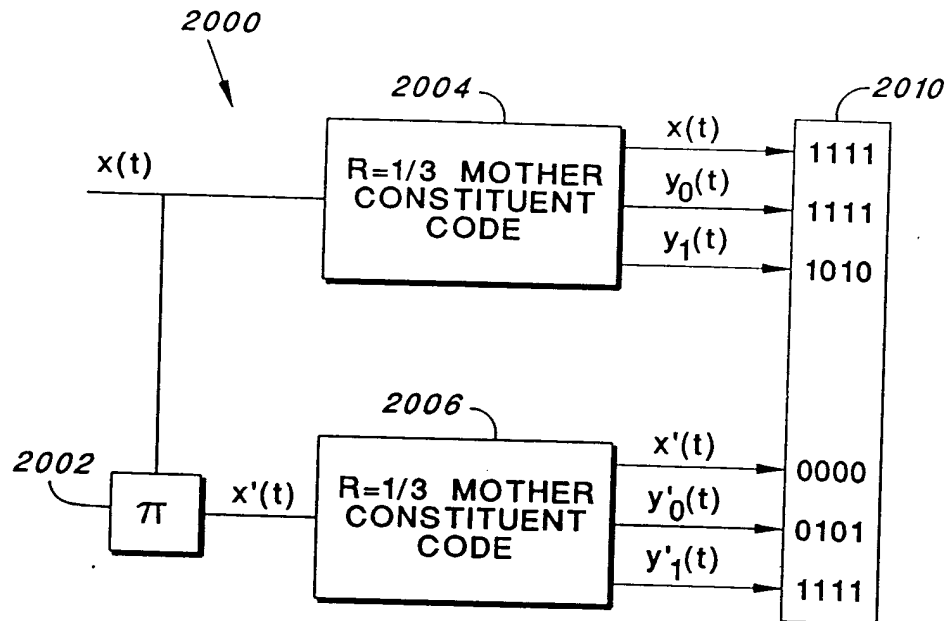 2000
2004
2010
x(t)
R=1/3 MOTHER
CONSTITUENT
CODE
x(t)
y0(t)
y1(t)
1111
1111
1010
2006
2002
π
x'(t)
R=1/3 MOTHER
CONSTITUENT
CODE
x'(t)
y'0(t)
y'1(t)
0000
0101
1111